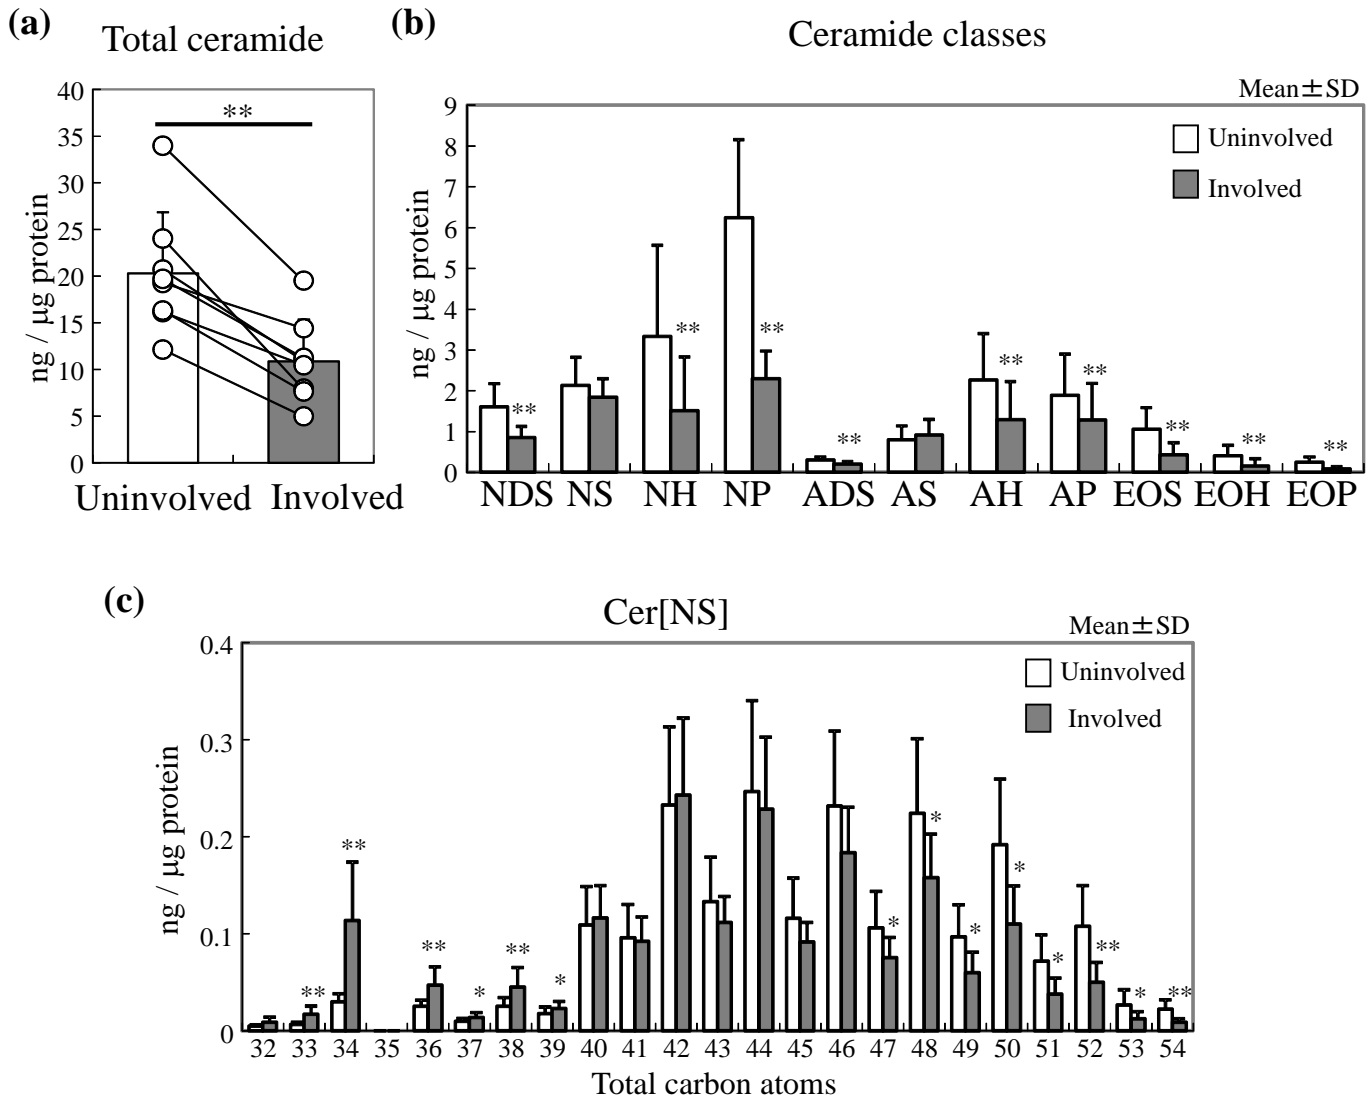 (a)
Total ceramide
40
35
30
25
20
15
10
5
0
ng / µg protein
**
Uninvolved Involved
(b)
Ceramide classes
Mean±SD
9
8
7
6
5
4
3
2
1
0
ng / µg protein
Uninvolved
Involved
** ** ** ** ** ** ** ** **
NDS NS NH NP ADS AS AH AP EOS EOH EOP
(c)
Cer[NS]
Mean±SD
0.4
0.3
0.2
0.1
0
ng / µg protein
Uninvolved
Involved
** ** ** * ** * * * * * * ** * **
32 33 34 35 36 37 38 39 40 41 42 43 44 45 46 47 48 49 50 51 52 53 54
Total carbon atoms